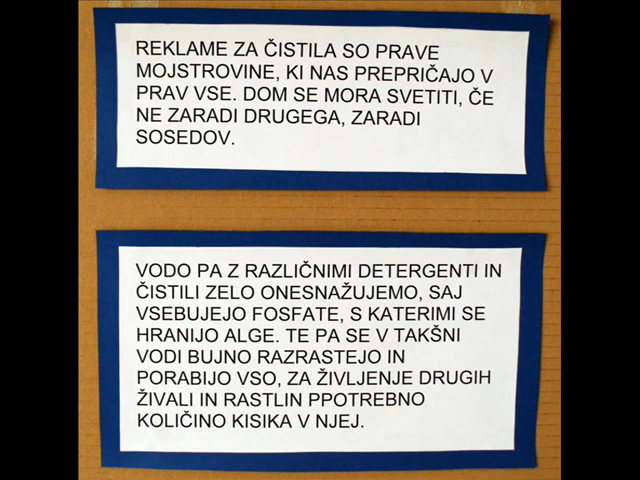 REKLAME ZA ČISTILA SO PRAVE
MOJSTROVINE, KI NAS PREPRIČAJO V
PRAV VSE. DOM SE MORA SVETITI, ČE
NE ZARADI DRUGEGA, ZARADI
SOSEDOV.
VODO PA Z RAZLIČNIMI DETERGENTI IN
ČISTILI ZELO ONESNAŽUJEMO, SAJ
VSEBUJEJO FOSFATE, S KATERIMI SE
HRANIJO ALGE. TE PA SE V TAKŠNI
VODI BUJNO RAZRASTEJO IN
PORABIJO VSO, ZA ŽIVLJENJE DRUGIH
ŽIVALI IN RASTLIN PPOTREBNO
KOLIČINO KISIKA V NJEJ.